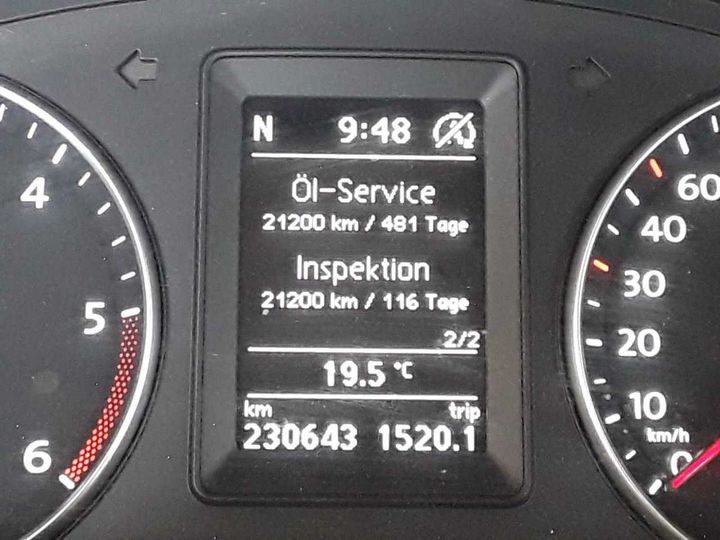 N 9:48
Öl-Service
21200 km / 481 Tage
Inspektion
21200 km / 116 Tage
2/2
19.5 °C
km trip
230643 1520.1
4
5
6
60
40
30
20
10
km/h
0